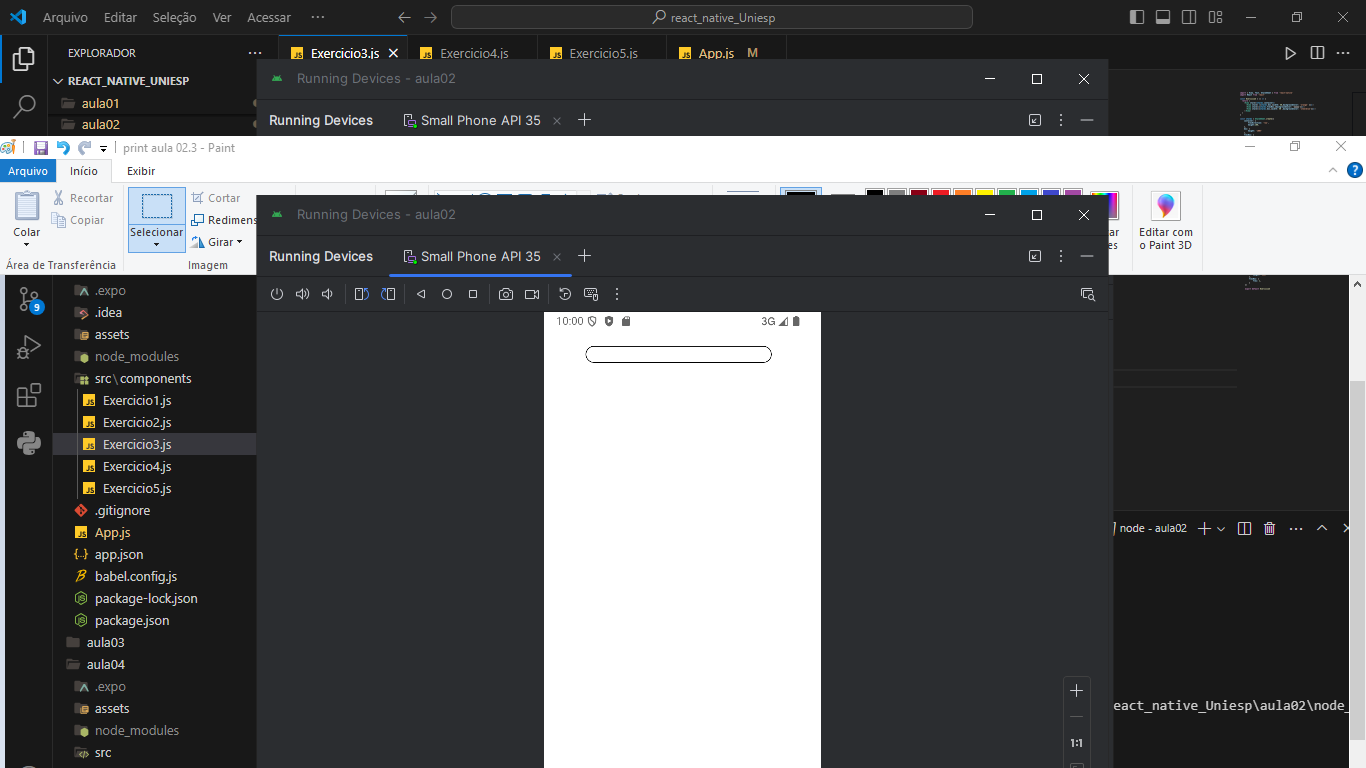 Arquivo Editar Seleção Ver Acessar ··· react_native_Uniesp
EXPLORADOR ··· Exercicio3.js Exercicio4.js Exercicio5.js App.js M
REACT_NATIVE_UNIESP
Running Devices - aula02
aula01
aula02
Running Devices Small Phone API 35
print aula 02.3 - Paint
Arquivo Início Exibir
Colar
Recortar
Copiar
Área de Transferência
Selecionar
Cortar
Redimens
Girar
Imagem
Editar com
o Paint 3D
Running Devices - aula02
Running Devices Small Phone API 35
10:00 3G
9
.expo
.idea
assets
node_modules
src\components
Exercicio1.js
Exercicio2.js
Exercicio3.js
Exercicio4.js
Exercicio5.js
.gitignore
App.js
app.json
babel.config.js
package-lock.json
package.json
aula03
aula04
.expo
assets
node_modules
src
node - aula02
eact_native_Uniesp\aula02\node_
1:1